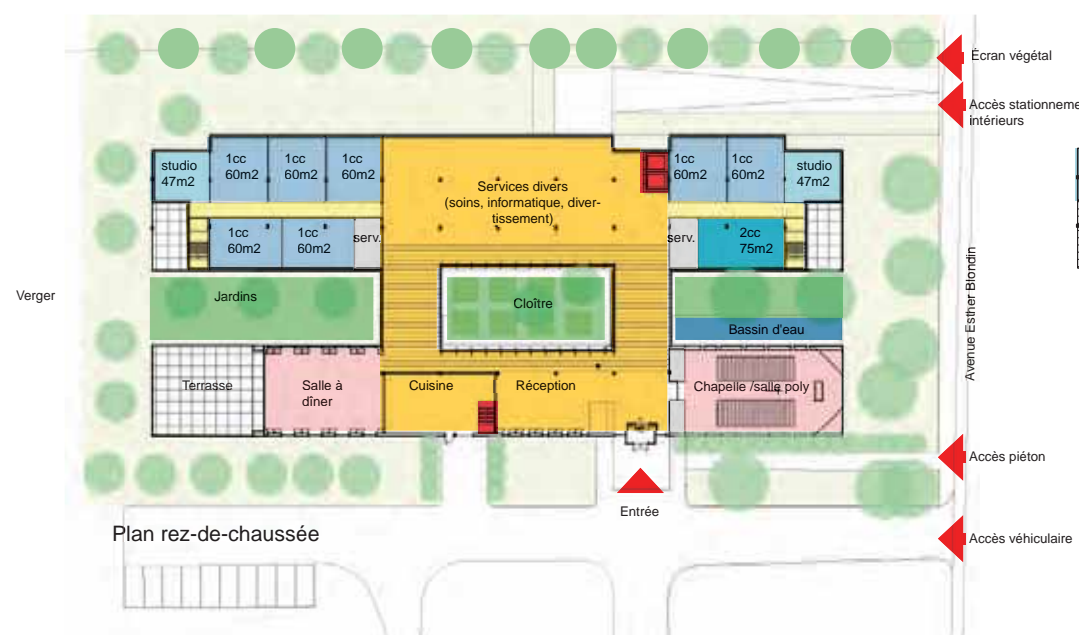 Écran végétal
Accès stationneme
intérieurs
studio
47m2
1cc
60m2
1cc
60m2
1cc
60m2
Services divers
(soins, informatique, diver-
tissement)
1cc
60m2
1cc
60m2
studio
47m2
1cc
60m2
1cc
60m2
serv.
serv.
2cc
75m2
Verger
Jardins
Cloître
Bassin d'eau
Avenue Esther Blondin
Terrasse
Salle à
dîner
Cuisine
Réception
Chapelle /salle poly
Accès piéton
Entrée
Plan rez-de-chaussée
Accès véhiculaire